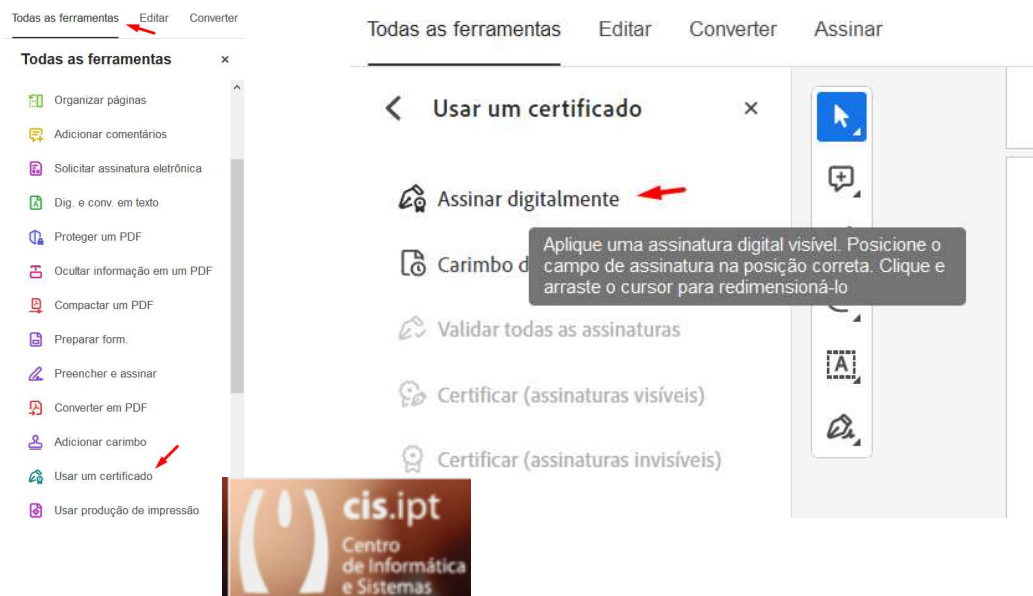 Todas as ferramentas Editar Converter
Todas as ferramentas ×
Organizar páginas
Adicionar comentários
Solicitar assinatura eletrônica
Dig. e conv. em texto
Proteger um PDF
Ocultar informação em um PDF
Compactar um PDF
Preparar form.
Preencher e assinar
Converter em PDF
Adicionar carimbo
Usar um certificado
Usar produção de impressão
Todas as ferramentas Editar Converter Assinar
Usar um certificado ×
Assinar digitalmente
Aplique uma assinatura digital visível. Posicione o
campo de assinatura na posição correta. Clique e
arraste o cursor para redimensioná-lo
Carimbo d
Validar todas as assinaturas
Certificar (assinaturas visíveis)
Certificar (assinaturas invisíveis)
cis.ipt
Centro
de Informática
e Sistemas